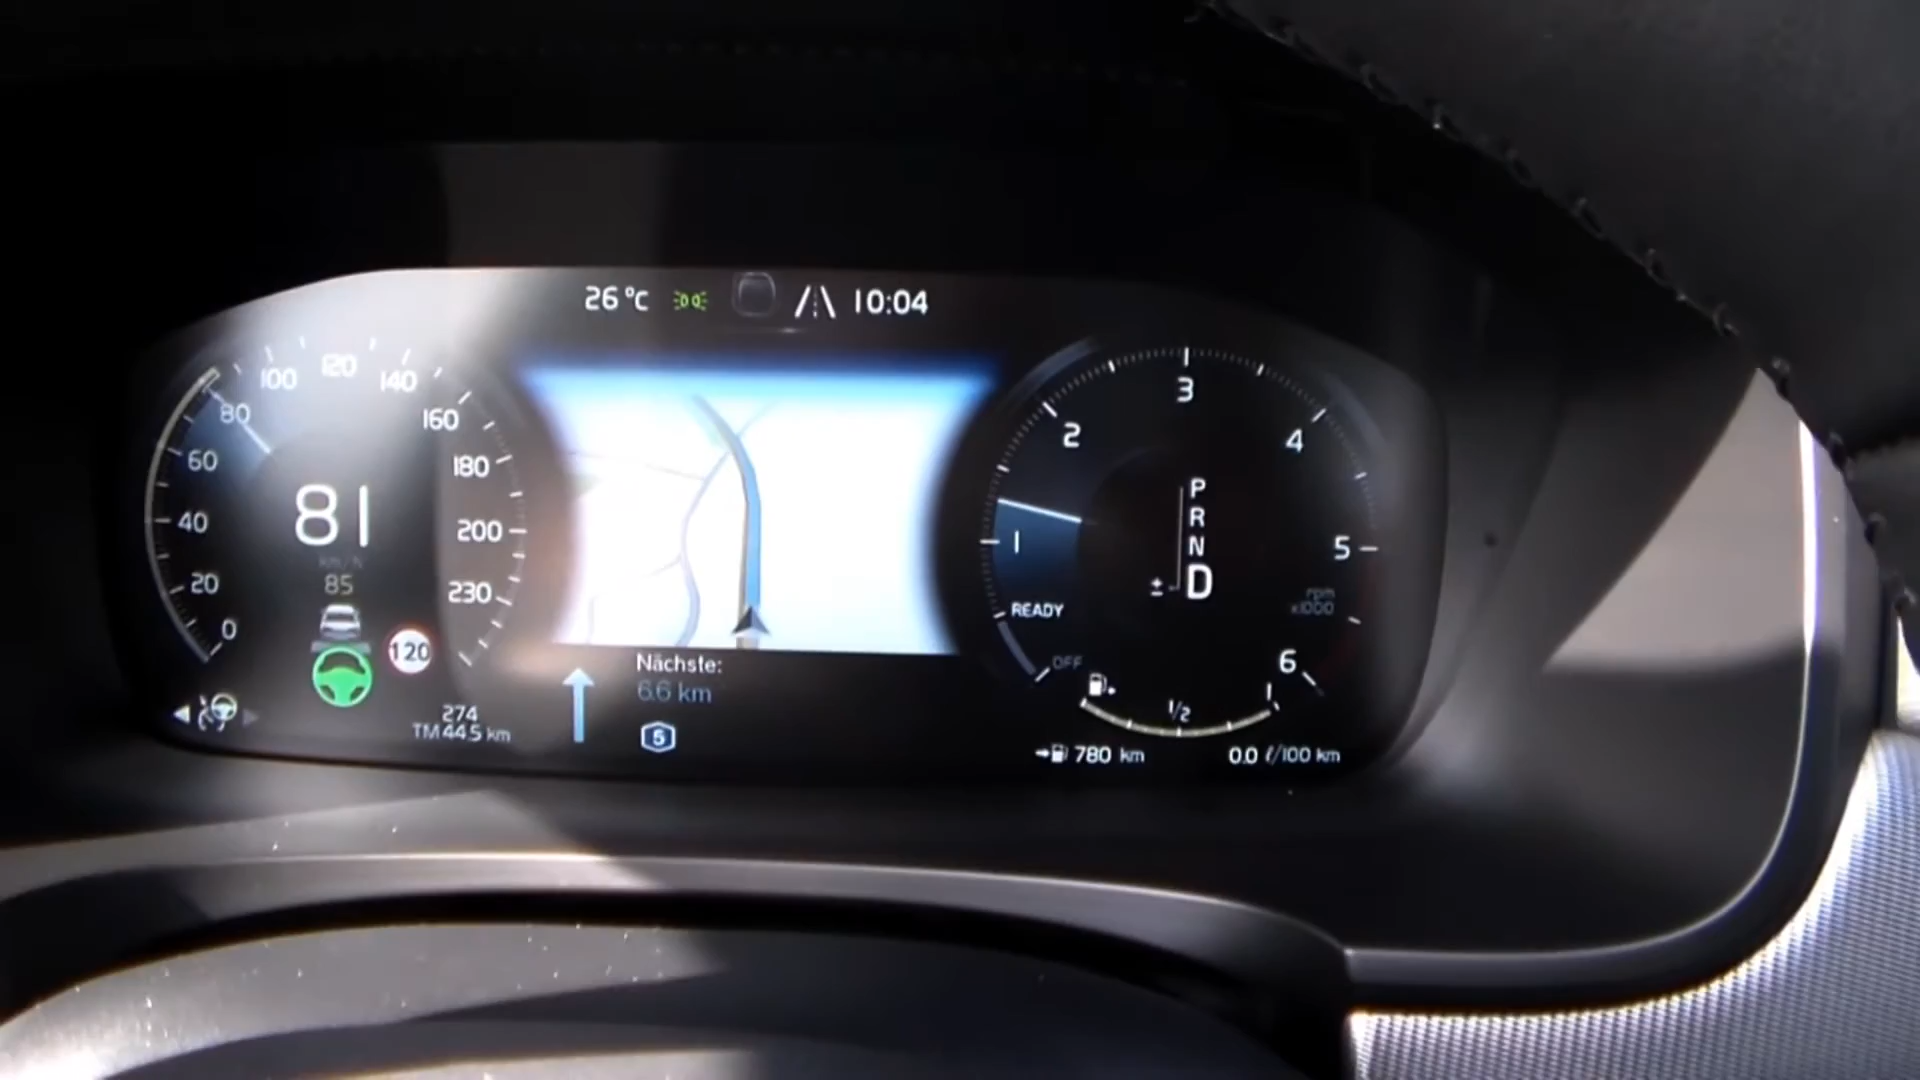 26 °C 10:04
100 120 140
80 160
60 180
40 200
20 230
0
81
km/h
85
120
274
TM 44.5 km
Nächste:
6.6 km
5
3
2 4
1 5
READY
OFF 6
rpm
x1000
P
R
N
D
±
1/2 1
780 km 0.0 ℓ/100 km